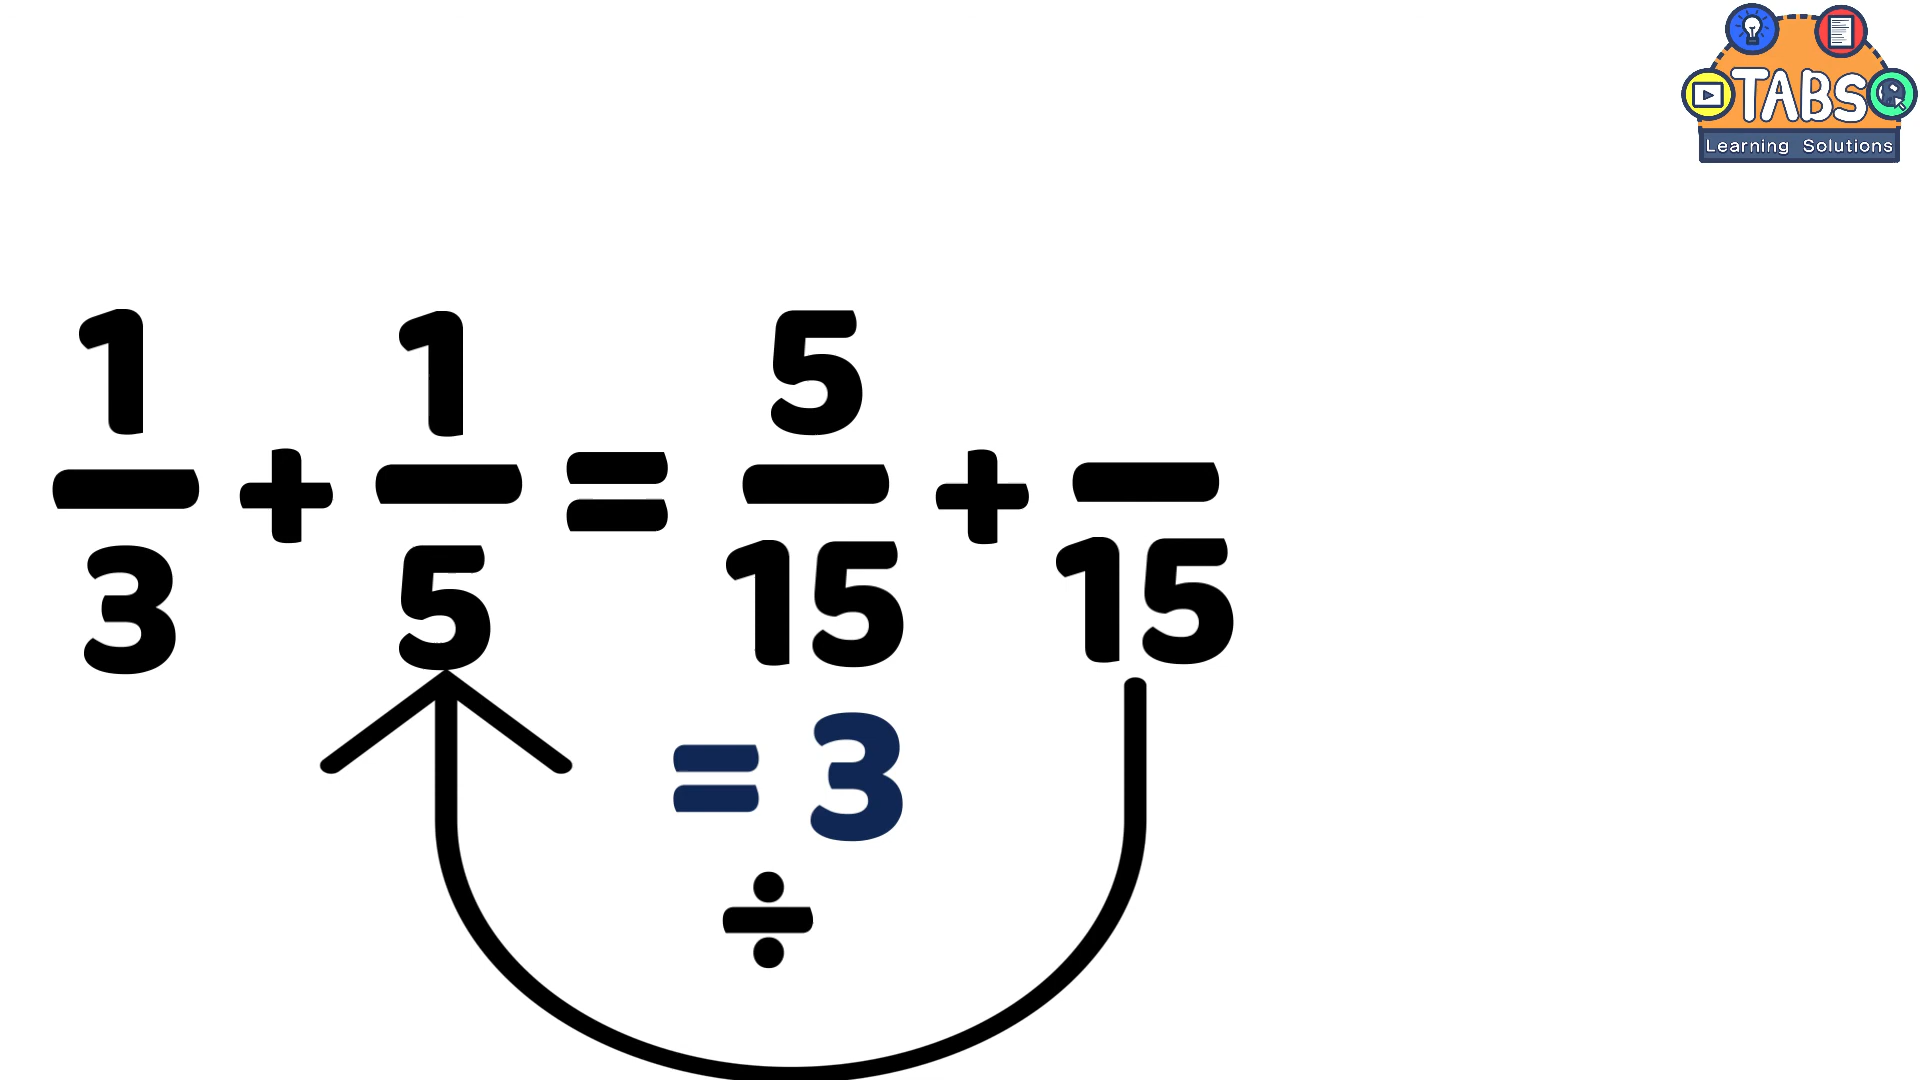 TABS
Learning Solutions
1 1 5
+ = +
3 5 15 15
= 3
÷